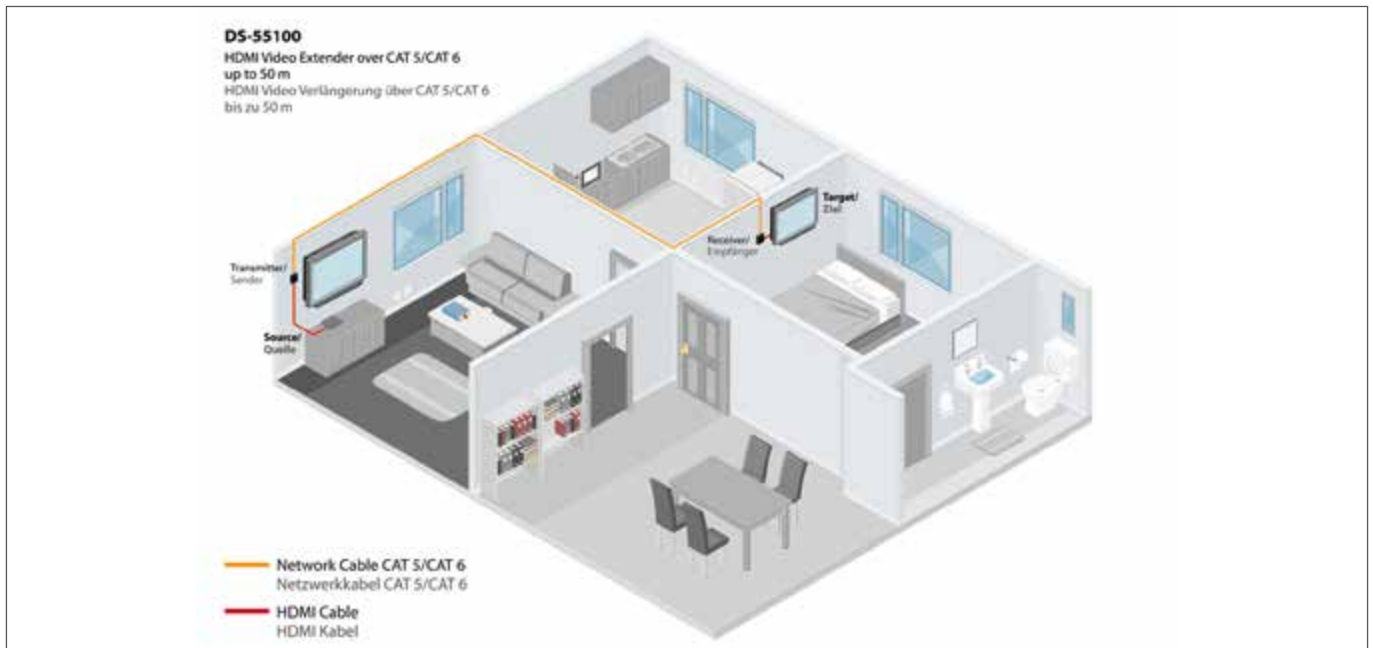 DS-55100
HDMI Video Extender over CAT 5/CAT 6
up to 50 m
HDMI Video Verlängerung über CAT 5/CAT 6
bis zu 50 m
Target/
Ziel
Receiver/
Empfänger
Transmitter/
Sender
Source/
Quelle
Network Cable CAT 5/CAT 6
Netzwerkkabel CAT 5/CAT 6
HDMI Cable
HDMI Kabel